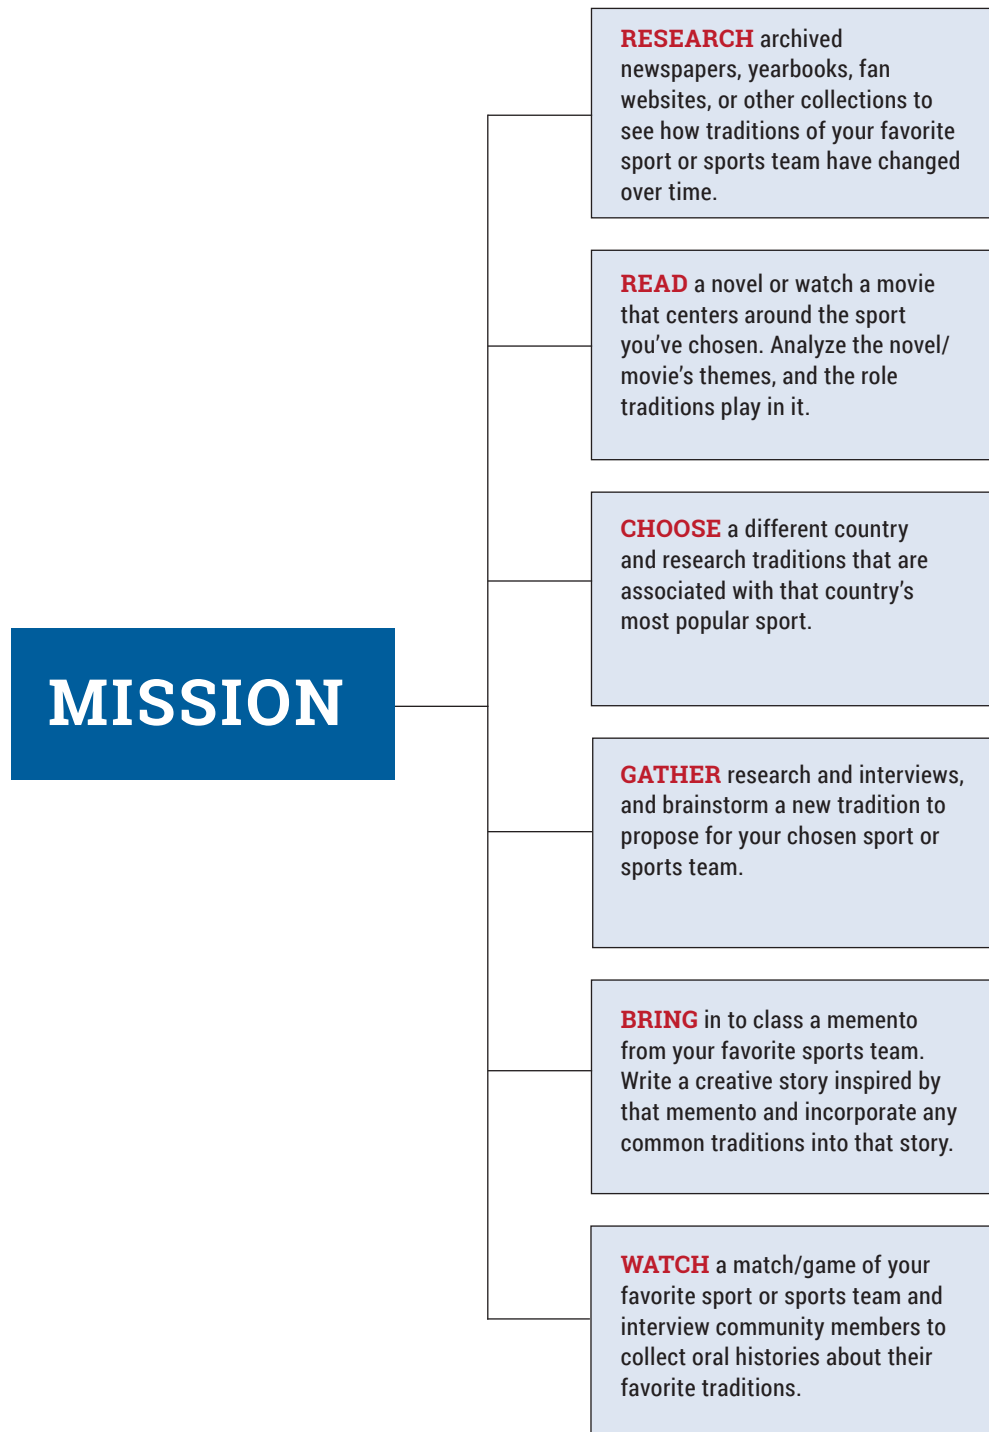 RESEARCH archived
newspapers, yearbooks, fan
websites, or other collections to
see how traditions of your favorite
sport or sports team have changed
over time.
READ a novel or watch a movie
that centers around the sport
you’ve chosen. Analyze the novel/
movie’s themes, and the role
traditions play in it.
CHOOSE a different country
and research traditions that are
associated with that country’s
most popular sport.
MISSION
GATHER research and interviews,
and brainstorm a new tradition to
propose for your chosen sport or
sports team.
BRING in to class a memento
from your favorite sports team.
Write a creative story inspired by
that memento and incorporate any
common traditions into that story.
WATCH a match/game of your
favorite sport or sports team and
interview community members to
collect oral histories about their
favorite traditions.